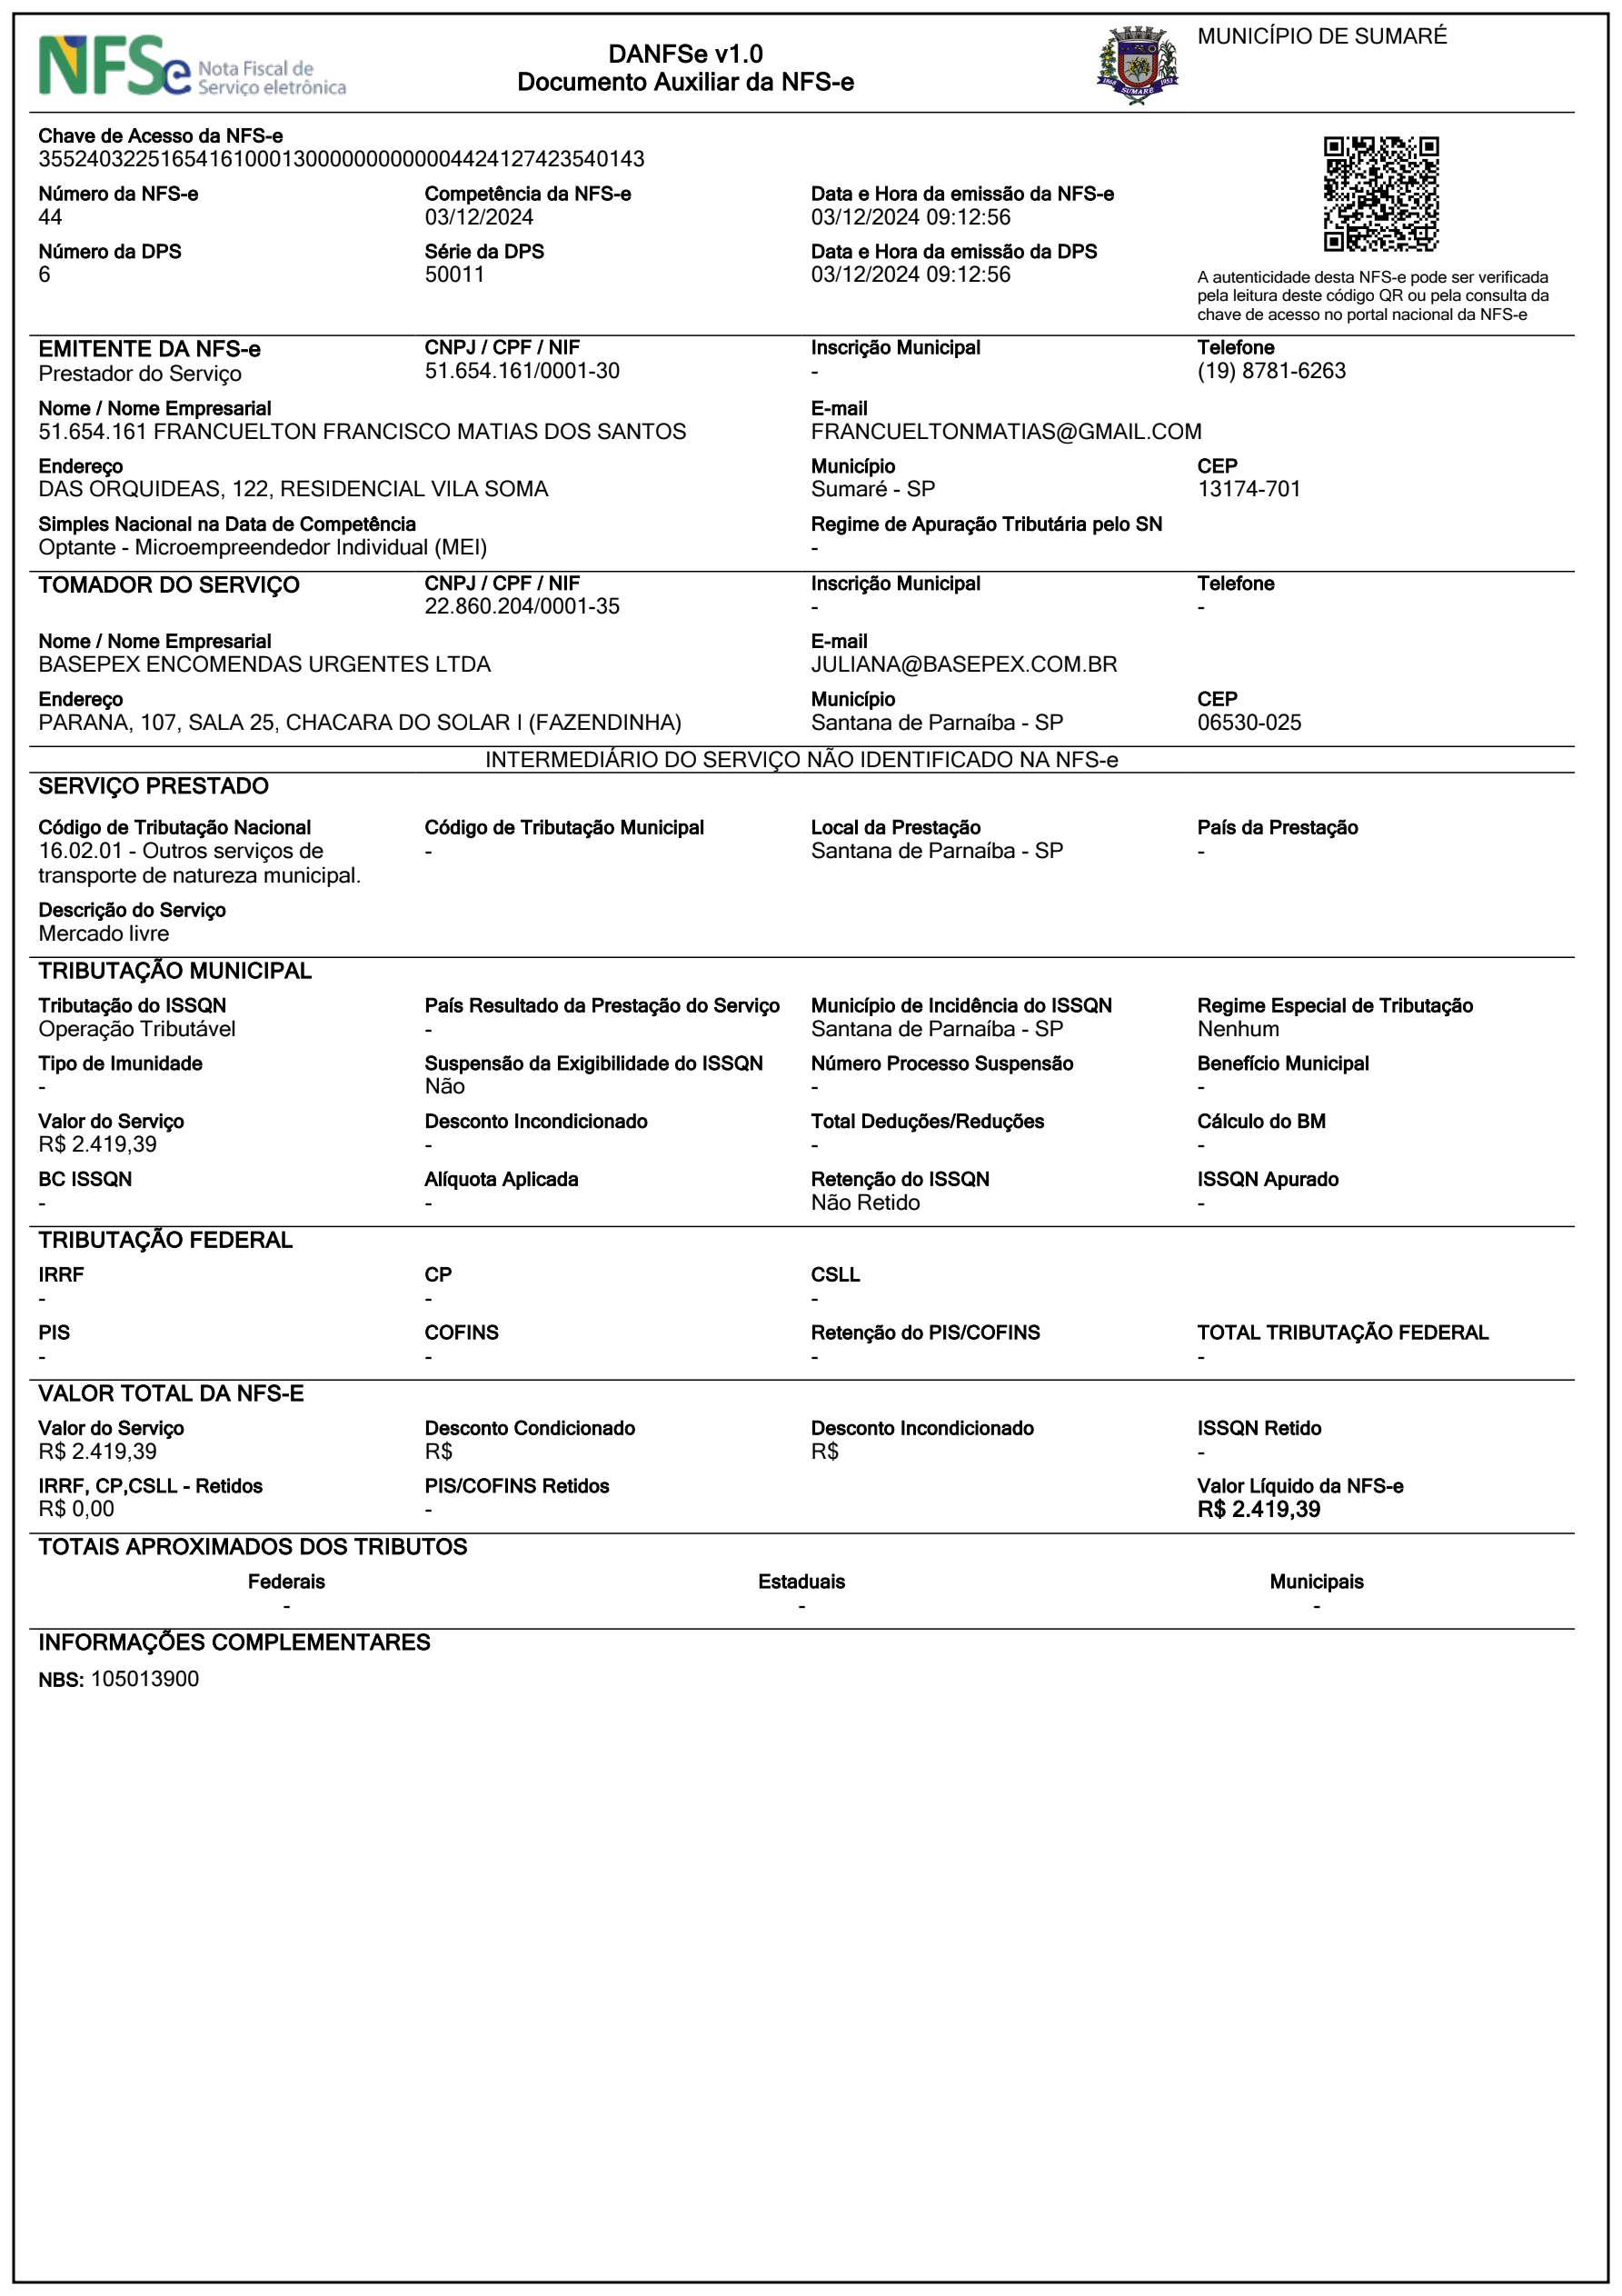 NFSe Nota Fiscal de
Serviço eletrônica
DANFSe v1.0
Documento Auxiliar da NFS-e
1868 SUMARÉ 1953
MUNICÍPIO DE SUMARÉ
Chave de Acesso da NFS-e
35524032251654161000130000000000004424127423540143
Número da NFS-e Competência da NFS-e Data e Hora da emissão da NFS-e
44 03/12/2024 03/12/2024 09:12:56
Número da DPS Série da DPS Data e Hora da emissão da DPS
6 50011 03/12/2024 09:12:56
A autenticidade desta NFS-e pode ser verificada
pela leitura deste código QR ou pela consulta da
chave de acesso no portal nacional da NFS-e
EMITENTE DA NFS-e CNPJ / CPF / NIF Inscrição Municipal Telefone
Prestador do Serviço 51.654.161/0001-30 - (19) 8781-6263
Nome / Nome Empresarial E-mail
51.654.161 FRANCUELTON FRANCISCO MATIAS DOS SANTOS FRANCUELTONMATIAS@GMAIL.COM
Endereço Município CEP
DAS ORQUIDEAS, 122, RESIDENCIAL VILA SOMA Sumaré - SP 13174-701
Simples Nacional na Data de Competência Regime de Apuração Tributária pelo SN
Optante - Microempreendedor Individual (MEI) -
TOMADOR DO SERVIÇO CNPJ / CPF / NIF Inscrição Municipal Telefone
22.860.204/0001-35 - -
Nome / Nome Empresarial E-mail
BASEPEX ENCOMENDAS URGENTES LTDA JULIANA@BASEPEX.COM.BR
Endereço Município CEP
PARANA, 107, SALA 25, CHACARA DO SOLAR I (FAZENDINHA) Santana de Parnaíba - SP 06530-025
INTERMEDIÁRIO DO SERVIÇO NÃO IDENTIFICADO NA NFS-e
SERVIÇO PRESTADO
Código de Tributação Nacional Código de Tributação Municipal Local da Prestação País da Prestação
16.02.01 - Outros serviços de - Santana de Parnaíba - SP -
transporte de natureza municipal.
Descrição do Serviço
Mercado livre
TRIBUTAÇÃO MUNICIPAL
Tributação do ISSQN País Resultado da Prestação do Serviço Município de Incidência do ISSQN Regime Especial de Tributação
Operação Tributável - Santana de Parnaíba - SP Nenhum
Tipo de Imunidade Suspensão da Exigibilidade do ISSQN Número Processo Suspensão Benefício Municipal
- Não - -
Valor do Serviço Desconto Incondicionado Total Deduções/Reduções Cálculo do BM
R$ 2.419,39 - - -
BC ISSQN Alíquota Aplicada Retenção do ISSQN ISSQN Apurado
- - Não Retido -
TRIBUTAÇÃO FEDERAL
IRRF CP CSLL
- - -
PIS COFINS Retenção do PIS/COFINS TOTAL TRIBUTAÇÃO FEDERAL
- - - -
VALOR TOTAL DA NFS-E
Valor do Serviço Desconto Condicionado Desconto Incondicionado ISSQN Retido
R$ 2.419,39 R$ R$ -
IRRF, CP,CSLL - Retidos PIS/COFINS Retidos Valor Líquido da NFS-e
R$ 0,00 - R$ 2.419,39
TOTAIS APROXIMADOS DOS TRIBUTOS
Federais Estaduais Municipais
- - -
INFORMAÇÕES COMPLEMENTARES
NBS: 105013900